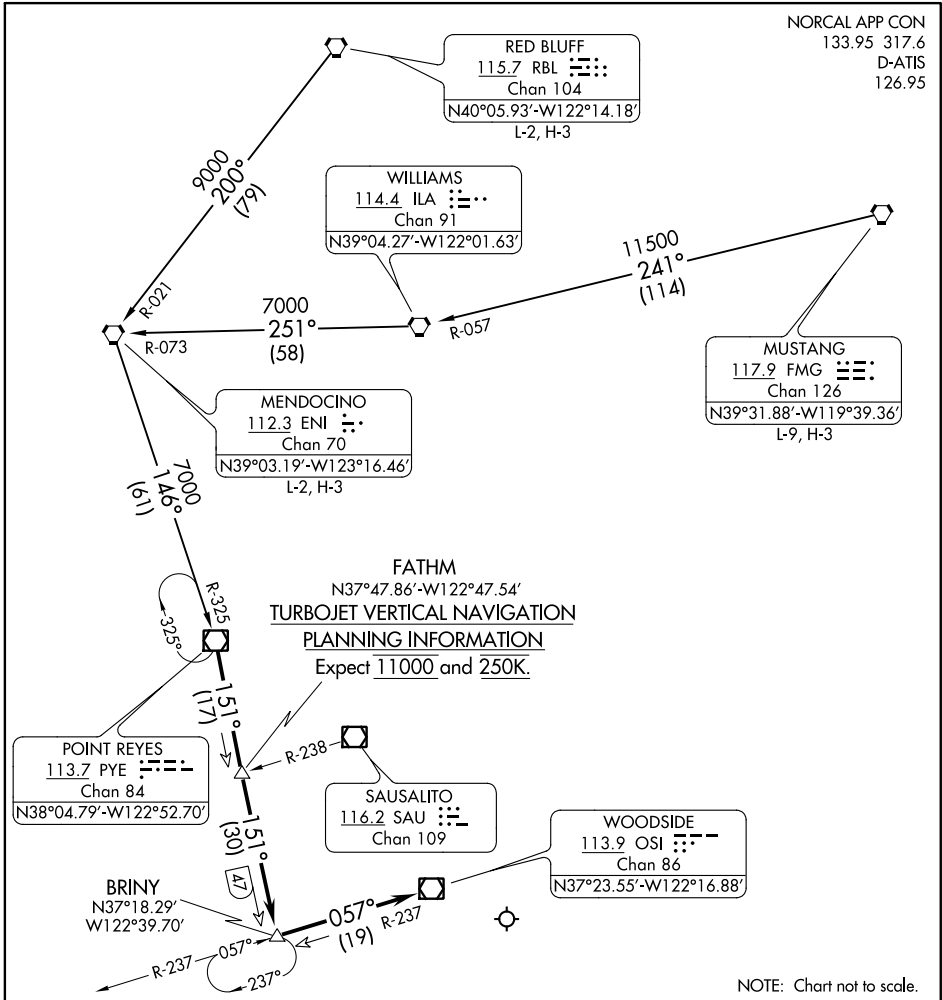 NORCAL APP CON
133.95 317.6
D-ATIS
126.95
RED BLUFF
115.7 RBL
Chan 104
N40°05.93'-W122°14.18'
L-2, H-3
9000
200°
(79)
R-021
WILLIAMS
114.4 ILA
Chan 91
N39°04.27'-W122°01.63'
11500
241°
(114)
R-057
7000
251°
(58)
R-073
MUSTANG
117.9 FMG
Chan 126
N39°31.88'-W119°39.36'
L-9, H-3
MENDOCINO
112.3 ENI
Chan 70
N39°03.19'-W123°16.46'
L-2, H-3
7000
146°
(61)
R-325
325°
FATHM
N37°47.86'-W122°47.54'
TURBOJET VERTICAL NAVIGATION
PLANNING INFORMATION
Expect 11000 and 250K.
151°
(17)
POINT REYES
113.7 PYE
Chan 84
N38°04.79'-W122°52.70'
R-238
SAUSALITO
116.2 SAU
Chan 109
151°
(30)
47
WOODSIDE
113.9 OSI
Chan 86
N37°23.55'-W122°16.88'
BRINY
N37°18.29'
W122°39.70'
057°
(19)
R-237
R-237
057°
237°
NOTE: Chart not to scale.